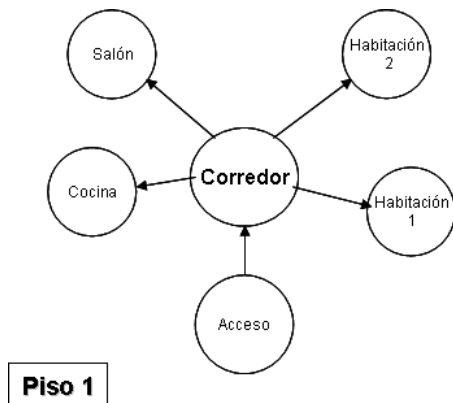 Salón
Habitación
2
Corredor
Cocina
Habitación
1
Acceso
Piso 1